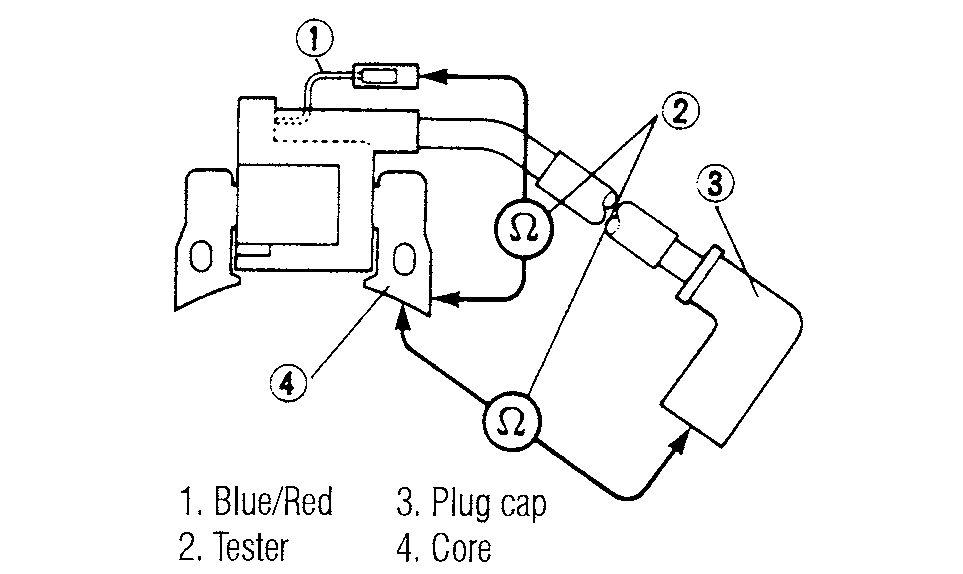 ①
②
③
Ω
④
Ω
1. Blue/Red 3. Plug cap
2. Tester 4. Core